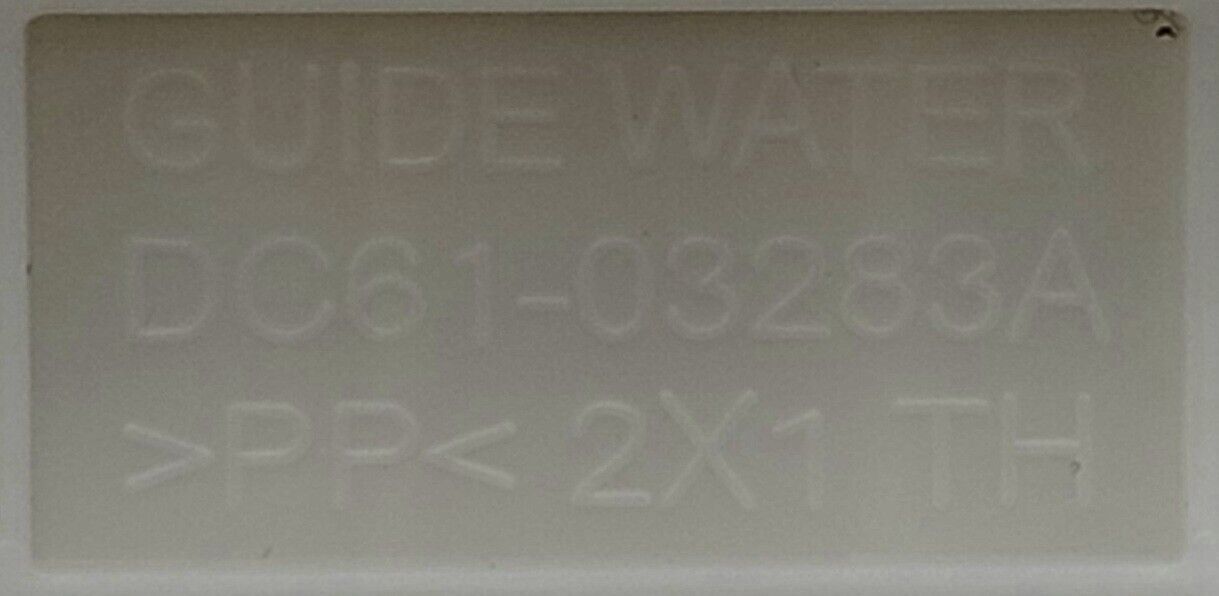 GUIDE WATER
DC61-03283A
>PP< 2X1 TH